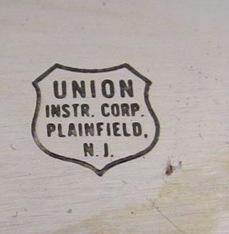 UNION
INSTR. CORP.
PLAINFIELD,
N.J.